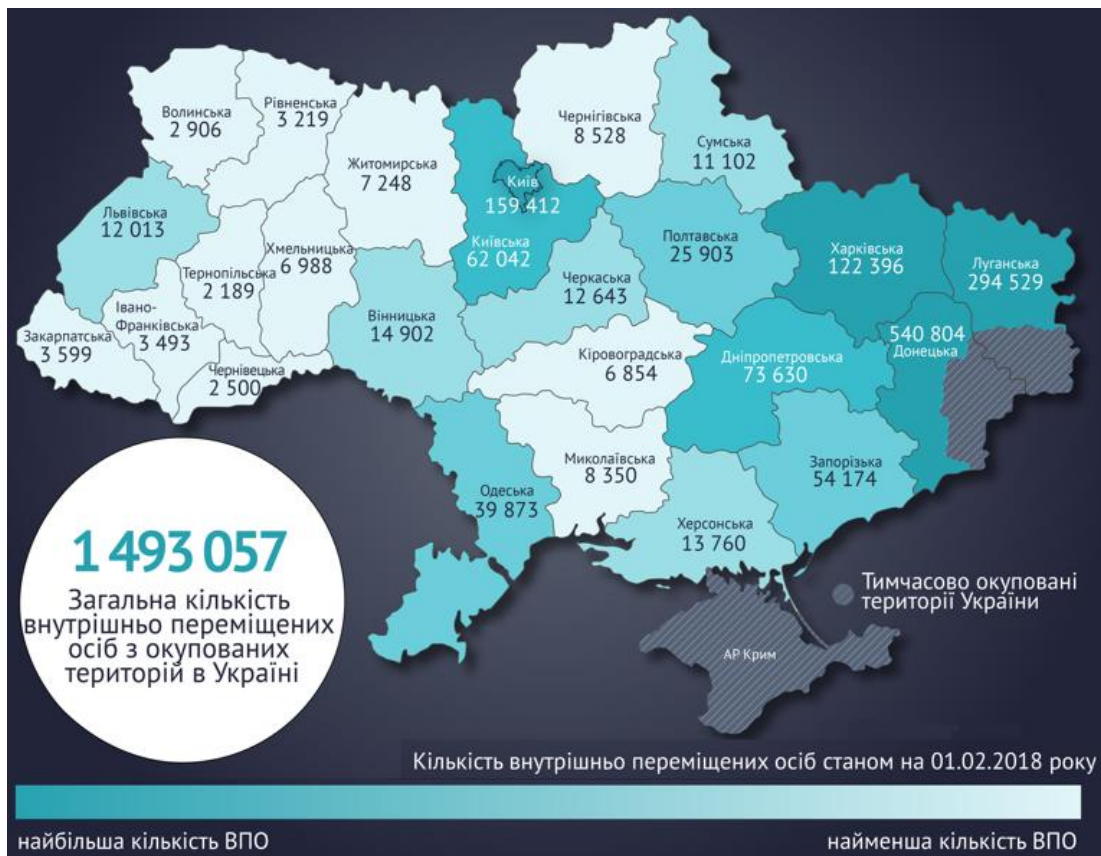 Волинська
2 906
Рівненська
3 219
Житомирська
7 248
Чернігівська
8 528
Сумська
11 102
Київ
159 412
Київська
62 042
Львівська
12 013
Тернопільська
2 189
Хмельницька
6 988
Полтавська
25 903
Харківська
122 396
Луганська
294 529
Черкаська
12 643
Вінницька
14 902
Івано-
Франківська
3 493
Закарпатська
3 599
Чернівецька
2 500
Кіровоградська
6 854
Дніпропетровська
73 630
540 804
Донецька
Миколаївська
8 350
Запорізька
54 174
Одеська
39 873
Херсонська
13 760
АР Крим
1 493 057
Загальна кількість
внутрішньо переміщених
осіб з окупованих
територій в Україні
Тимчасово окуповані
території України
Кількість внутрішньо переміщених осіб станом на 01.02.2018 року
найбільша кількість ВПО
найменша кількість ВПО